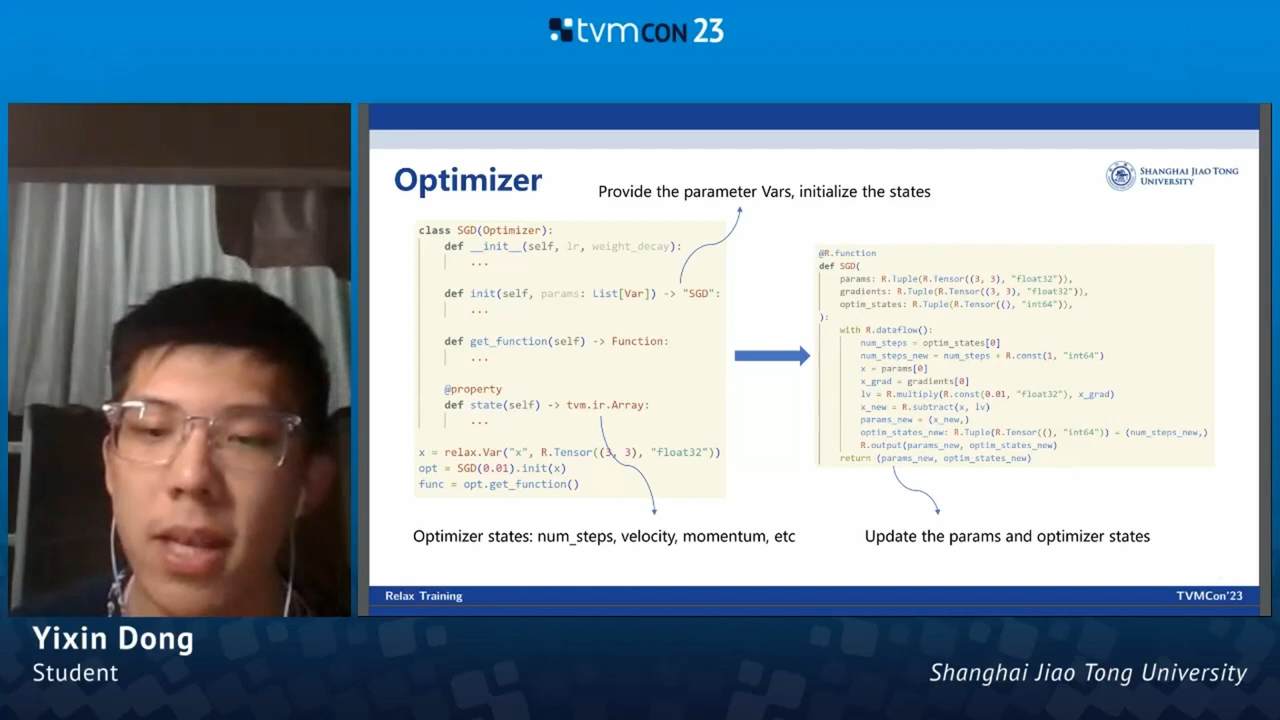 tvmCON 23
Optimizer
SHANGHAI JIAO TONG
UNIVERSITY
Provide the parameter Vars, initialize the states
class SGD(Optimizer):
def __init__(self, lr, weight_decay):
...
def init(self, params: List[Var]) -> "SGD":
...
def get_function(self) -> Function:
...
@property
def state(self) -> tvm.ir.Array:
...
x = relax.Var("x", R.Tensor((3, 3), "float32"))
opt = SGD(0.01).init(x)
func = opt.get_function()
@R.function
def SGD(
params: R.Tuple(R.Tensor((3, 3), "float32")),
gradients: R.Tuple(R.Tensor((3, 3), "float32")),
optim_states: R.Tuple(R.Tensor((), "int64")),
):
with R.dataflow():
num_steps = optim_states[0]
num_steps_new = num_steps + R.const(1, "int64")
x = params[0]
x_grad = gradients[0]
lv = R.multiply(R.const(0.01, "float32"), x_grad)
x_new = R.subtract(x, lv)
params_new = (x_new,)
optim_states_new: R.Tuple(R.Tensor((), "int64")) = (num_steps_new,)
R.output(params_new, optim_states_new)
return (params_new, optim_states_new)
Optimizer states: num_steps, velocity, momentum, etc
Update the params and optimizer states
Relax Training
TVMCon'23
Yixin Dong
Student
Shanghai Jiao Tong University